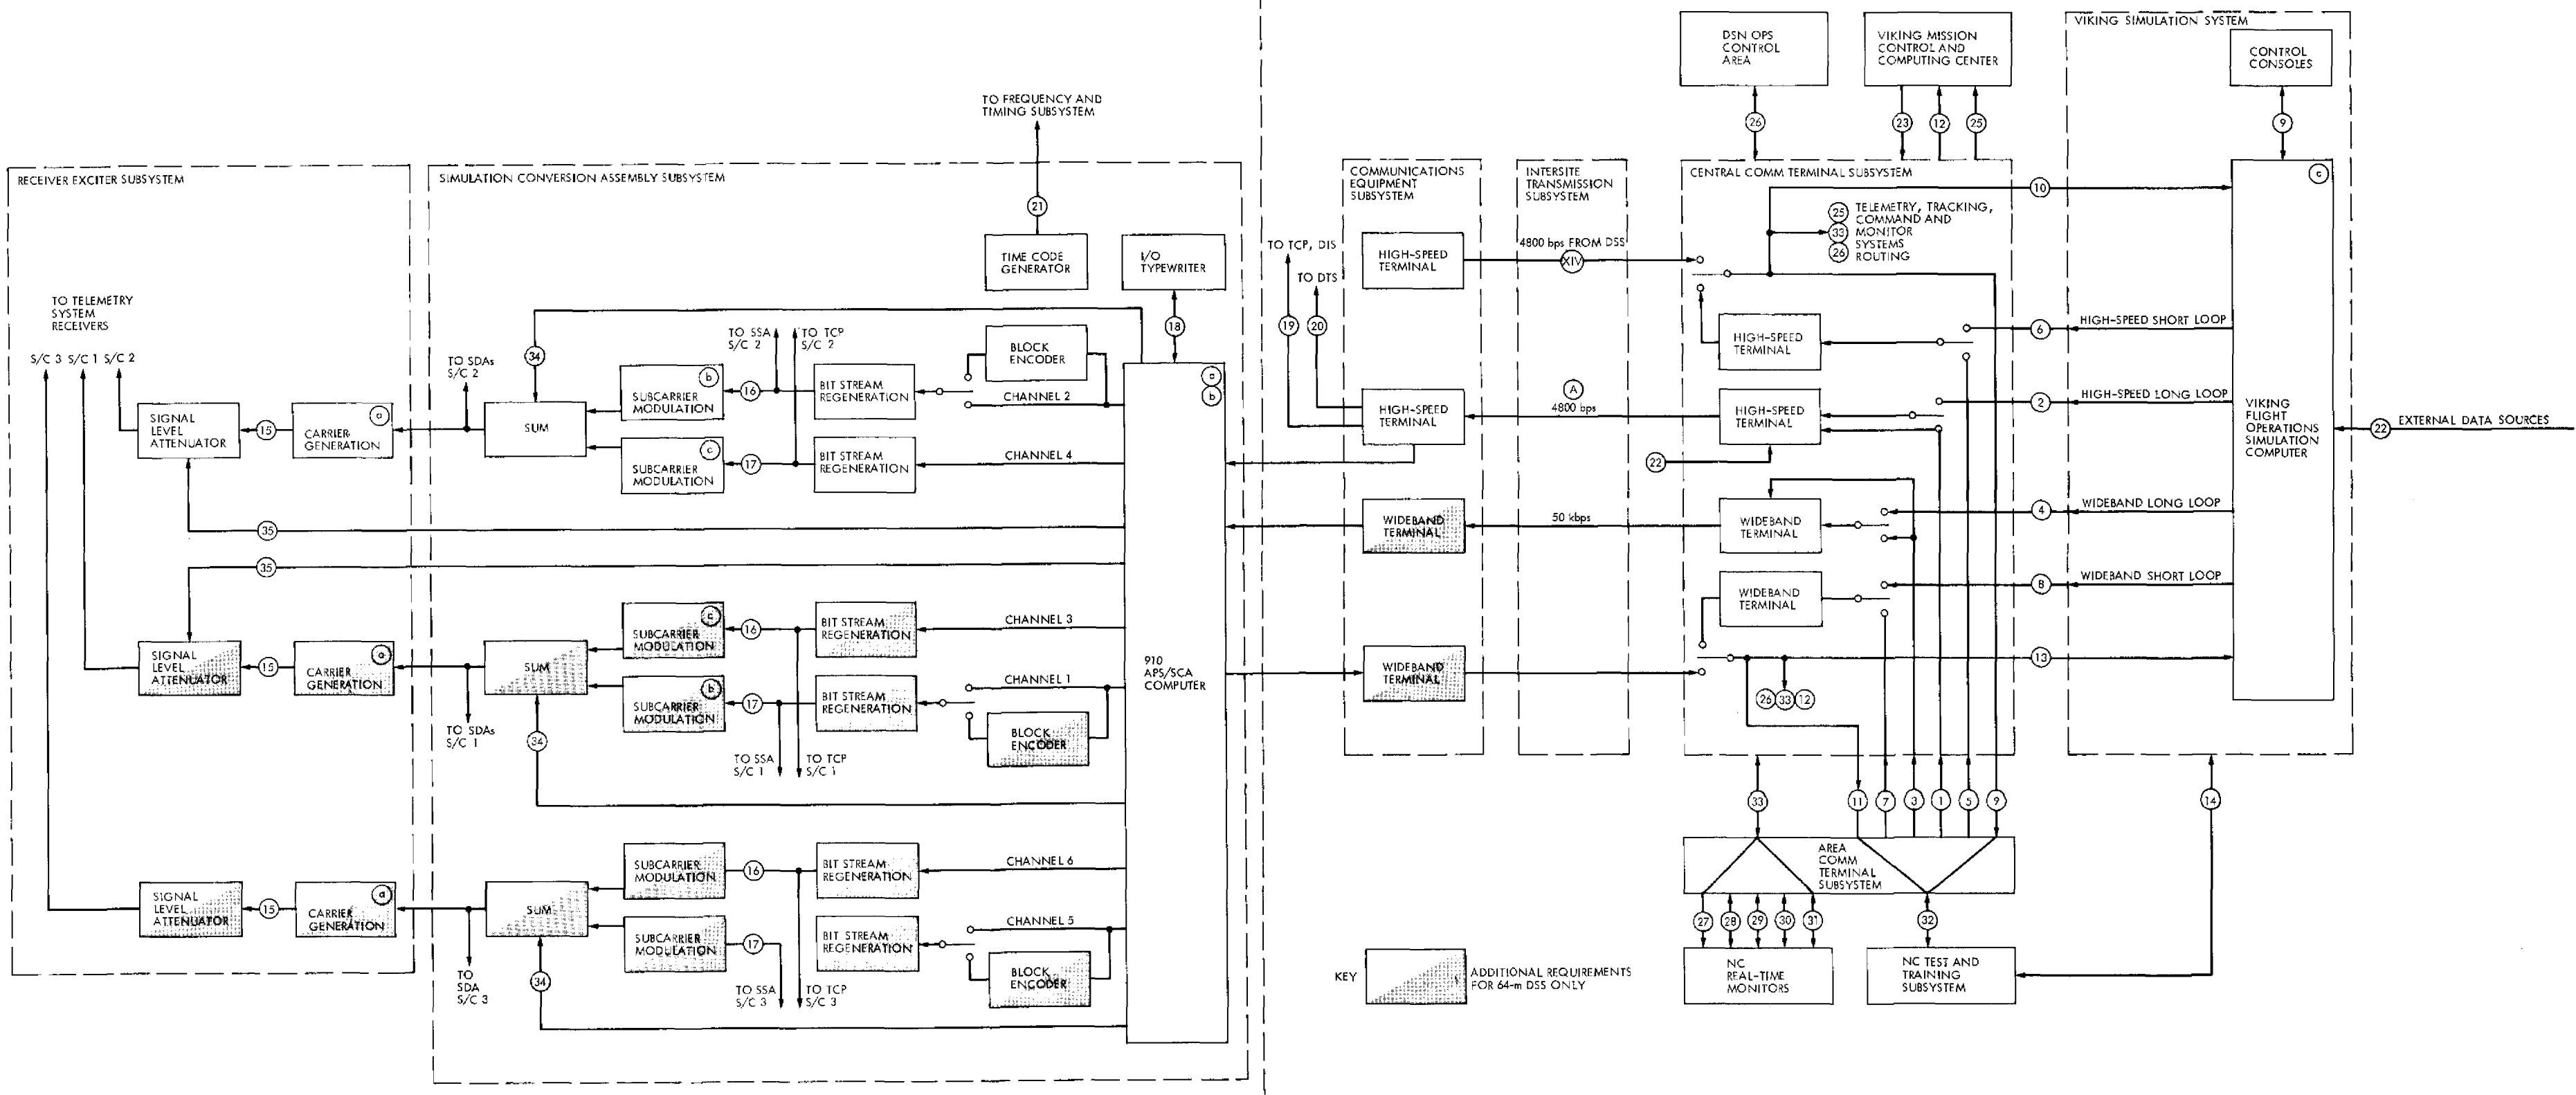 RECEIVER EXCITER SUBSYSTEM
TO TELEMETRY
SYSTEM
RECEIVERS
S/C 3 S/C 1 S/C 2
SIGNAL
LEVEL
ATTENUATOR
15
a
CARRIER
GENERATION
35
35
SIGNAL
LEVEL
ATTENUATOR
15
a
CARRIER
GENERATION
SIGNAL
LEVEL
ATTENUATOR
15
a
CARRIER
GENERATION
SIMULATION CONVERSION ASSEMBLY SUBSYSTEM
TO FREQUENCY AND
TIMING SUBSYSTEM
21
TIME CODE
GENERATOR
I/O
TYPEWRITER
18
34
TO SDAs
S/C 2
SUM
b
SUBCARRIER
MODULATION
16
TO SSA
S/C 2
TO TCP
S/C 2
BIT STREAM
REGENERATION
BLOCK
ENCODER
CHANNEL 2
c
SUBCARRIER
MODULATION
17
BIT STREAM
REGENERATION
CHANNEL 4
a
b
910
APS/SCA
COMPUTER
SUM
TO SDAs
S/C 1
34
c
SUBCARRIER
MODULATION
16
BIT STREAM
REGENERATION
CHANNEL 3
b
SUBCARRIER
MODULATION
17
BIT STREAM
REGENERATION
CHANNEL 1
BLOCK
ENCODER
TO SSA
S/C 1
TO TCP
S/C 1
SUM
TO
SDA
S/C 3
34
SUBCARRIER
MODULATION
16
BIT STREAM
REGENERATION
CHANNEL 6
SUBCARRIER
MODULATION
17
BIT STREAM
REGENERATION
CHANNEL 5
BLOCK
ENCODER
TO SSA
S/C 3
TO TCP
S/C 3
TO TCP, DIS
TO DTS
19
20
COMMUNICATIONS
EQUIPMENT
SUBSYSTEM
HIGH-SPEED
TERMINAL
HIGH-SPEED
TERMINAL
WIDEBAND
TERMINAL
WIDEBAND
TERMINAL
INTERSITE
TRANSMISSION
SUBSYSTEM
4800 bps FROM DSS
XIV
A
4800 bps
50 kbps
KEY
ADDITIONAL REQUIREMENTS
FOR 64-m DSS ONLY
DSN OPS
CONTROL
AREA
26
VIKING MISSION
CONTROL AND
COMPUTING CENTER
23
12
25
CENTRAL COMM TERMINAL SUBSYSTEM
10
25
33
26
TELEMETRY, TRACKING,
COMMAND AND
MONITOR
SYSTEMS
ROUTING
HIGH-SPEED
TERMINAL
6
HIGH-SPEED SHORT LOOP
HIGH-SPEED
TERMINAL
2
HIGH-SPEED LONG LOOP
22
WIDEBAND
TERMINAL
4
WIDEBAND LONG LOOP
WIDEBAND
TERMINAL
8
WIDEBAND SHORT LOOP
13
26 33 12
VIKING SIMULATION SYSTEM
CONTROL
CONSOLES
9
c
VIKING
FLIGHT
OPERATIONS
SIMULATION
COMPUTER
22
EXTERNAL DATA SOURCES
33
11
7
3
1
5
9
14
AREA
COMM
TERMINAL
SUBSYSTEM
27
28
29
30
31
32
NC
REAL-TIME
MONITORS
NC TEST AND
TRAINING
SUBSYSTEM